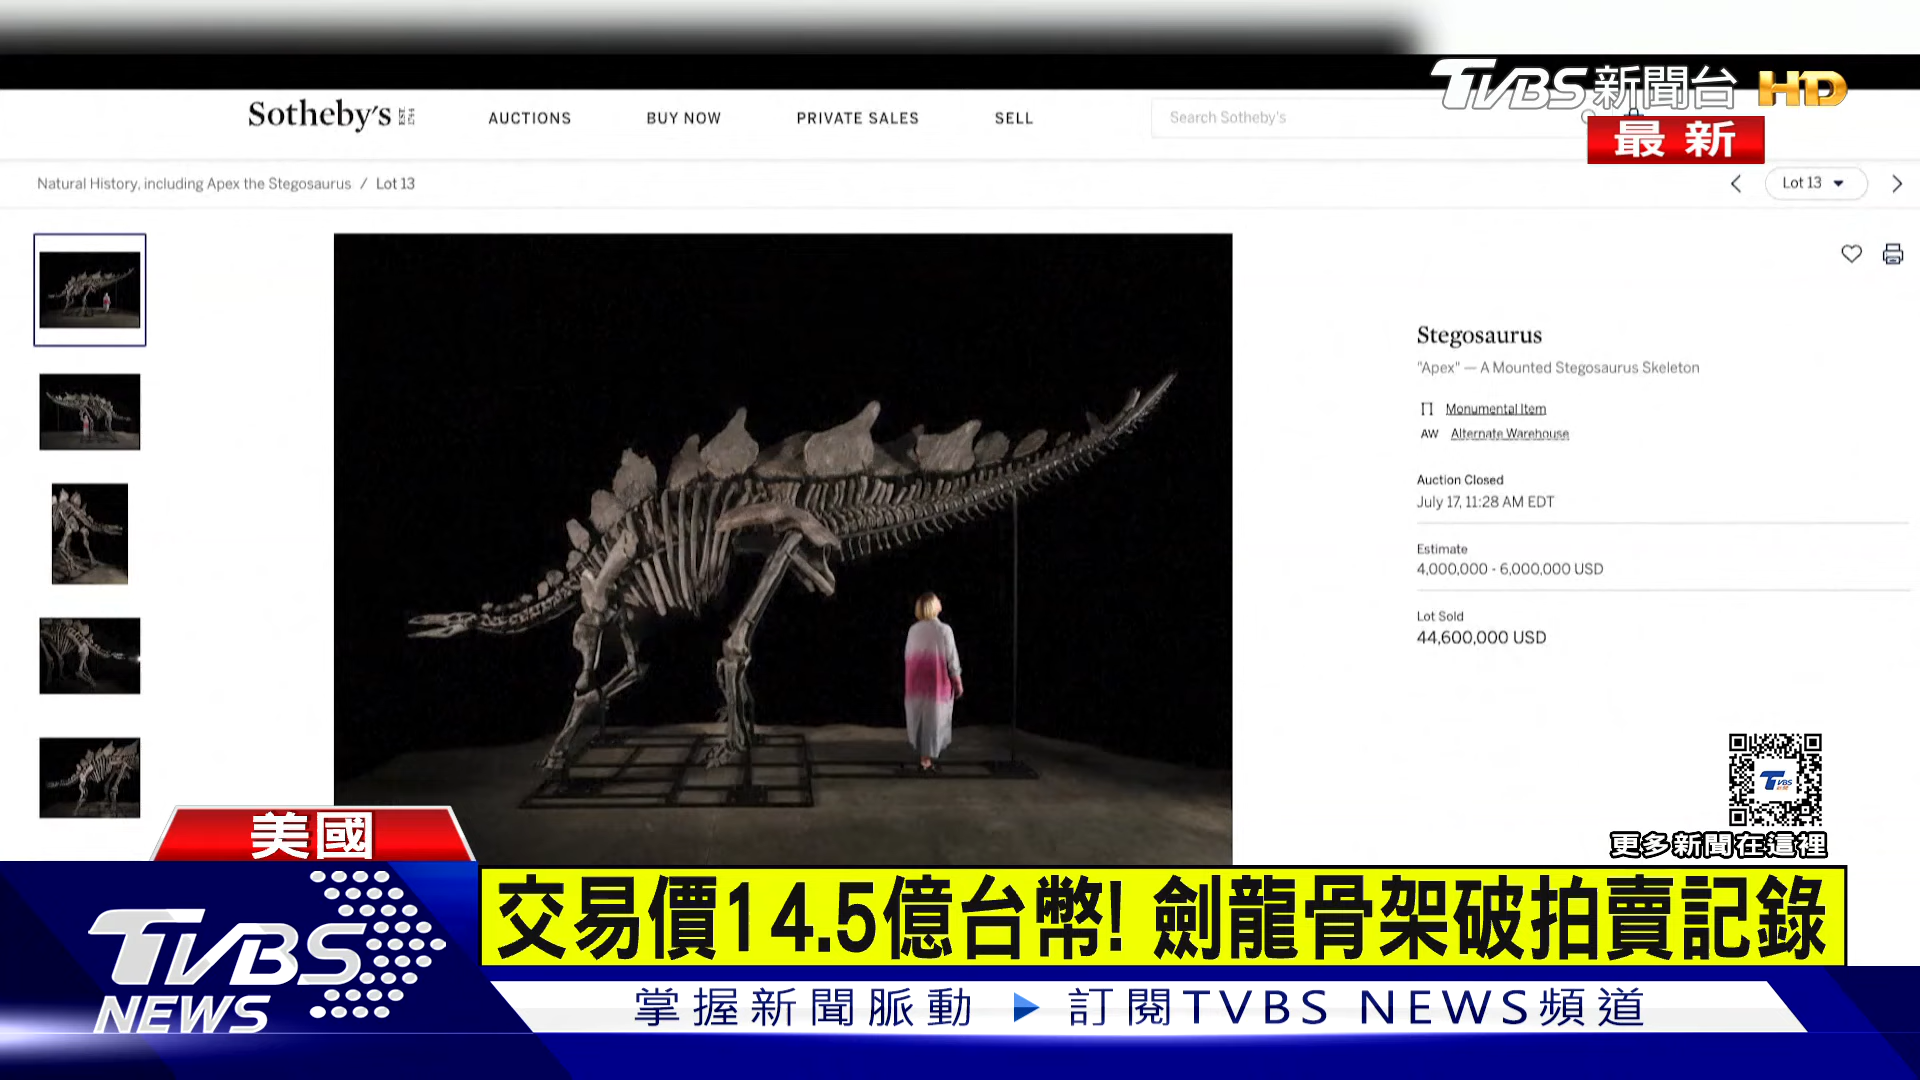 TVBS新聞台 HD
Sotheby's EST. 1744
AUCTIONS
BUY NOW
PRIVATE SALES
SELL
Search Sotheby's
最新
Natural History, including Apex the Stegosaurus / Lot 13
Lot 13
Stegosaurus
"Apex" — A Mounted Stegosaurus Skeleton
Monumental Item
AW Alternate Warehouse
Auction Closed
July 17, 11:28 AM EDT
Estimate
4,000,000 - 6,000,000 USD
Lot Sold
44,600,000 USD
TVBS
新聞
更多新聞在這裡
美國
交易價14.5億台幣! 劍龍骨架破拍賣記錄
TVBS
NEWS
掌握新聞脈動 ▶ 訂閱TVBS NEWS頻道